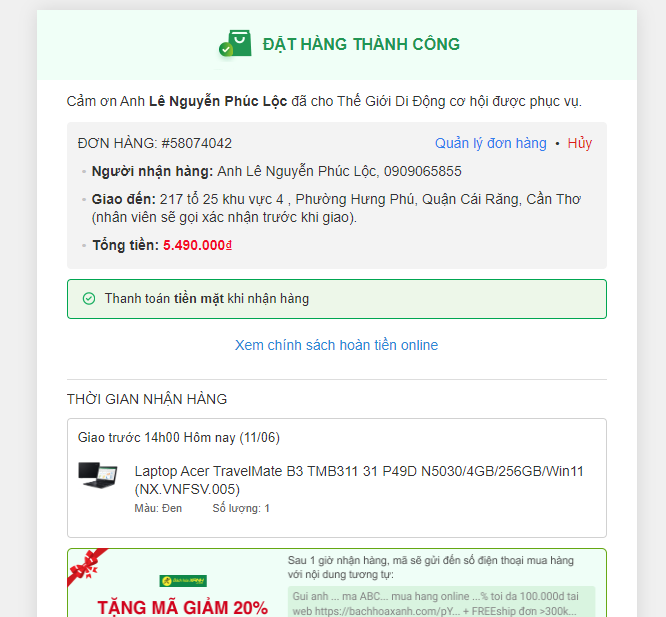 ĐẶT HÀNG THÀNH CÔNG
Cảm ơn Anh Lê Nguyễn Phúc Lộc đã cho Thế Giới Di Động cơ hội được phục vụ.
ĐƠN HÀNG: #58074042 Quản lý đơn hàng • Hủy
Người nhận hàng: Anh Lê Nguyễn Phúc Lộc, 0909065855
Giao đến: 217 tổ 25 khu vực 4 , Phường Hưng Phú, Quận Cái Răng, Cần Thơ
(nhân viên sẽ gọi xác nhận trước khi giao).
Tổng tiền: 5.490.000₫
Thanh toán tiền mặt khi nhận hàng
Xem chính sách hoàn tiền online
THỜI GIAN NHẬN HÀNG
Giao trước 14h00 Hôm nay (11/06)
Laptop Acer TravelMate B3 TMB311 31 P49D N5030/4GB/256GB/Win11
(NX.VNFSV.005)
Màu: Đen Số lượng: 1
Sau 1 giờ nhận hàng, mã sẽ gửi đến số điện thoại mua hàng
với nội dung tương tự:
TẶNG MÃ GIẢM 20%
Gui anh ... ma ABC... mua hang online ...% toi da 100.000d tai
web https://bachhoaxanh.com/pY... + FREEship đơn >300k...